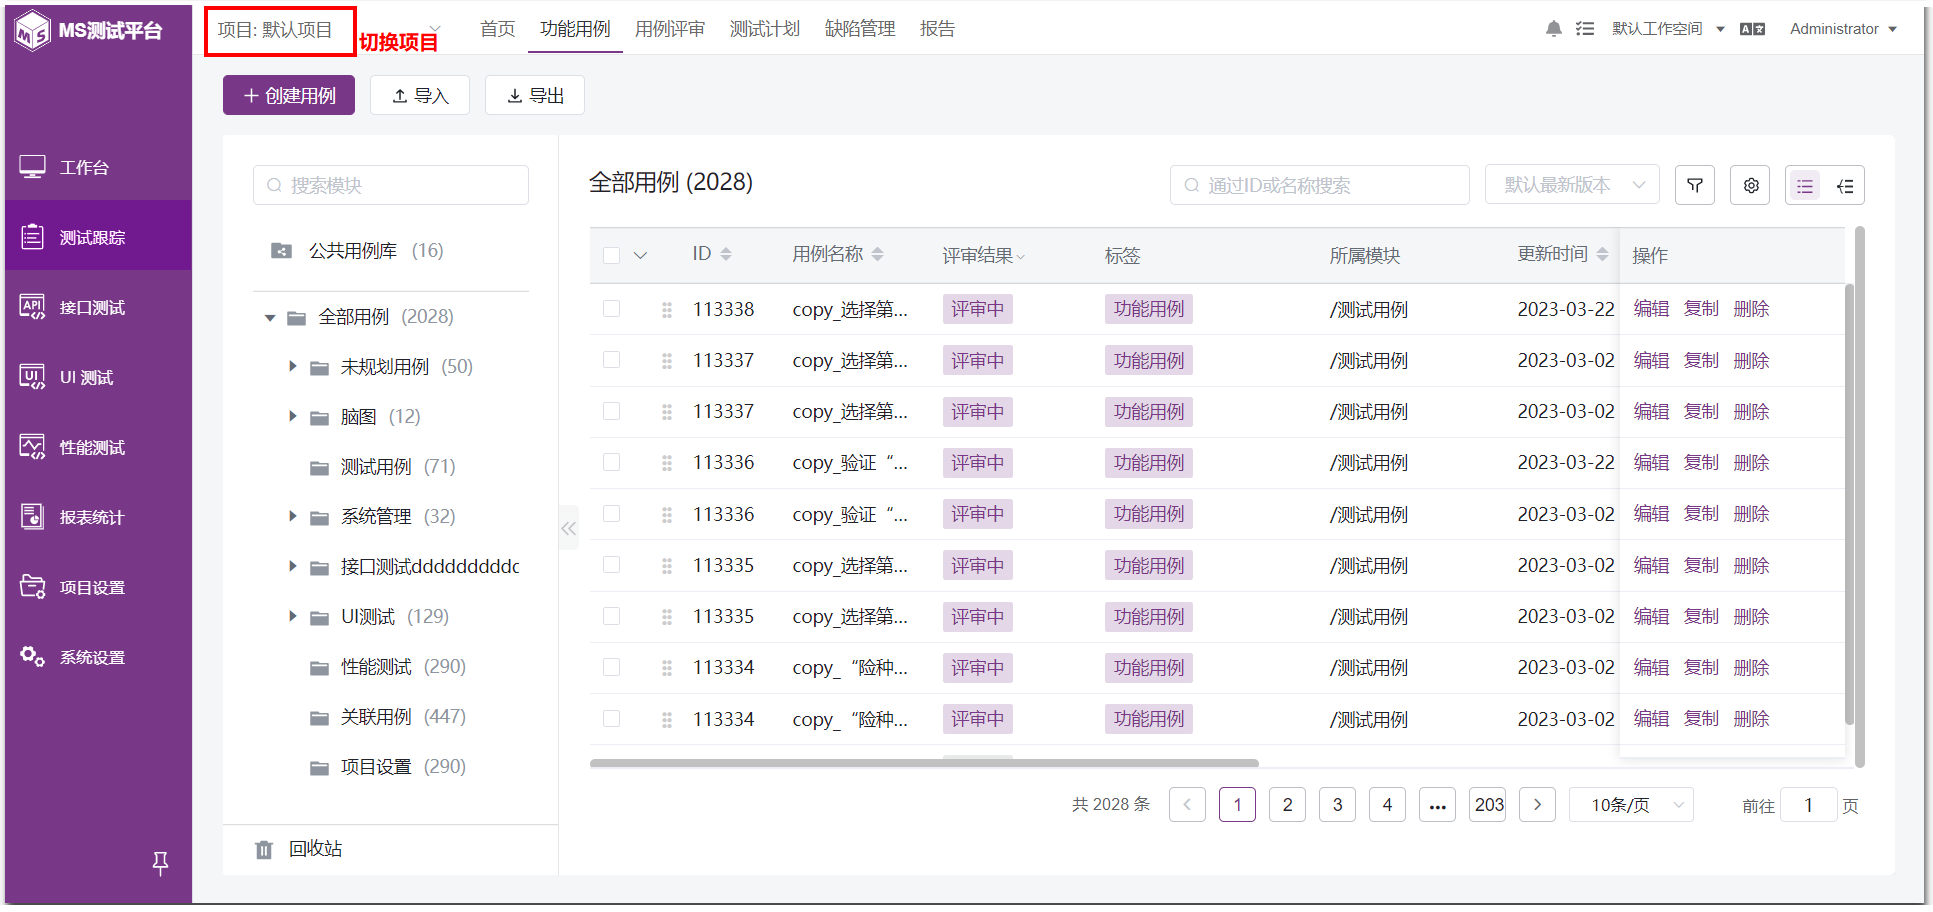 MS测试平台
项目: 默认项目
切换项目
首页 功能用例 用例评审 测试计划 缺陷管理 报告
默认工作空间
Administrator
创建用例
导入
导出
工作台
测试跟踪
接口测试
UI 测试
性能测试
报表统计
项目设置
系统设置
搜索模块
公共用例库 (16)
全部用例 (2028)
未规划用例 (50)
脑图 (12)
测试用例 (71)
系统管理 (32)
接口测试dddddddddd
UI测试 (129)
性能测试 (290)
关联用例 (447)
项目设置 (290)
回收站
全部用例 (2028)
通过ID或名称搜索
默认最新版本
ID 用例名称 评审结果 标签 所属模块 更新时间 操作
113338 copy_选择第... 评审中 功能用例 /测试用例 2023-03-22 编辑 复制 删除
113337 copy_选择第... 评审中 功能用例 /测试用例 2023-03-02 编辑 复制 删除
113337 copy_选择第... 评审中 功能用例 /测试用例 2023-03-02 编辑 复制 删除
113336 copy_验证“... 评审中 功能用例 /测试用例 2023-03-22 编辑 复制 删除
113336 copy_验证“... 评审中 功能用例 /测试用例 2023-03-02 编辑 复制 删除
113335 copy_选择第... 评审中 功能用例 /测试用例 2023-03-02 编辑 复制 删除
113335 copy_选择第... 评审中 功能用例 /测试用例 2023-03-02 编辑 复制 删除
113334 copy_“险种... 评审中 功能用例 /测试用例 2023-03-02 编辑 复制 删除
113334 copy_“险种... 评审中 功能用例 /测试用例 2023-03-02 编辑 复制 删除
共 2028 条 1 2 3 4 ... 203 10条/页 前往 1 页